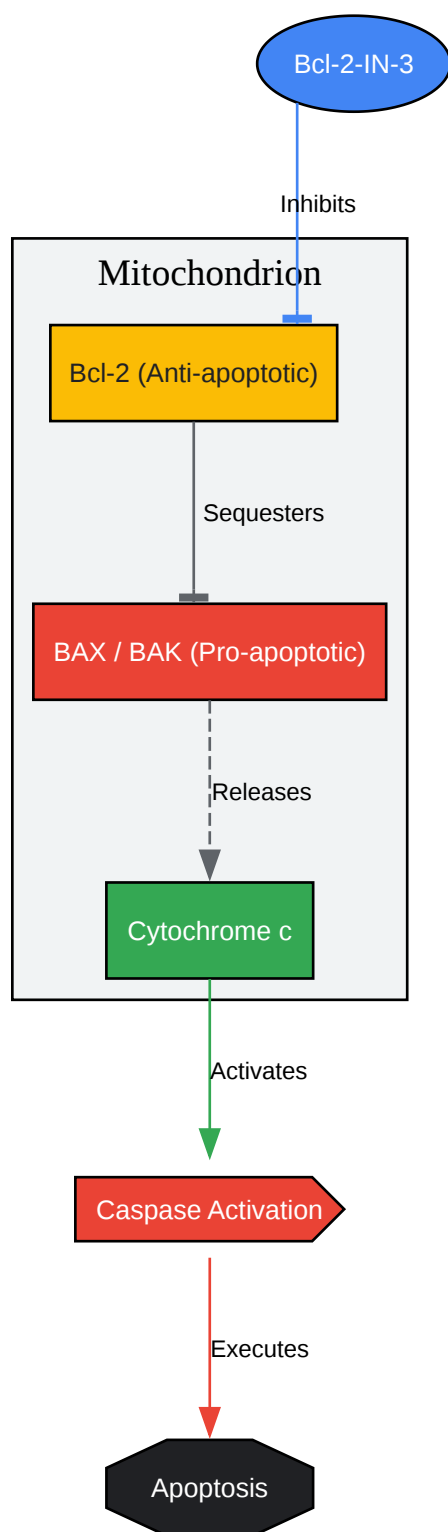 Bcl-2-IN-3
Inhibits
Mitochondrion
Bcl-2 (Anti-apoptotic)
Sequesters
BAX / BAK (Pro-apoptotic)
Releases
Cytochrome c
Activates
Caspase Activation
Executes
Apoptosis